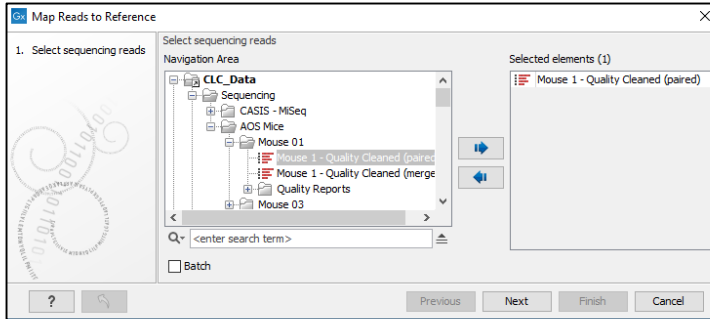 Gx Map Reads to Reference
1. Select sequencing reads
Select sequencing reads
Navigation Area
CLC_Data
Sequencing
CASIS - MiSeq
AOS Mice
Mouse 01
Mouse 1 - Quality Cleaned (paired
Mouse 1 - Quality Cleaned (merge
Quality Reports
Mouse 03
<enter search term>
Batch
Selected elements (1)
Mouse 1 - Quality Cleaned (paired)
?
Previous
Next
Finish
Cancel